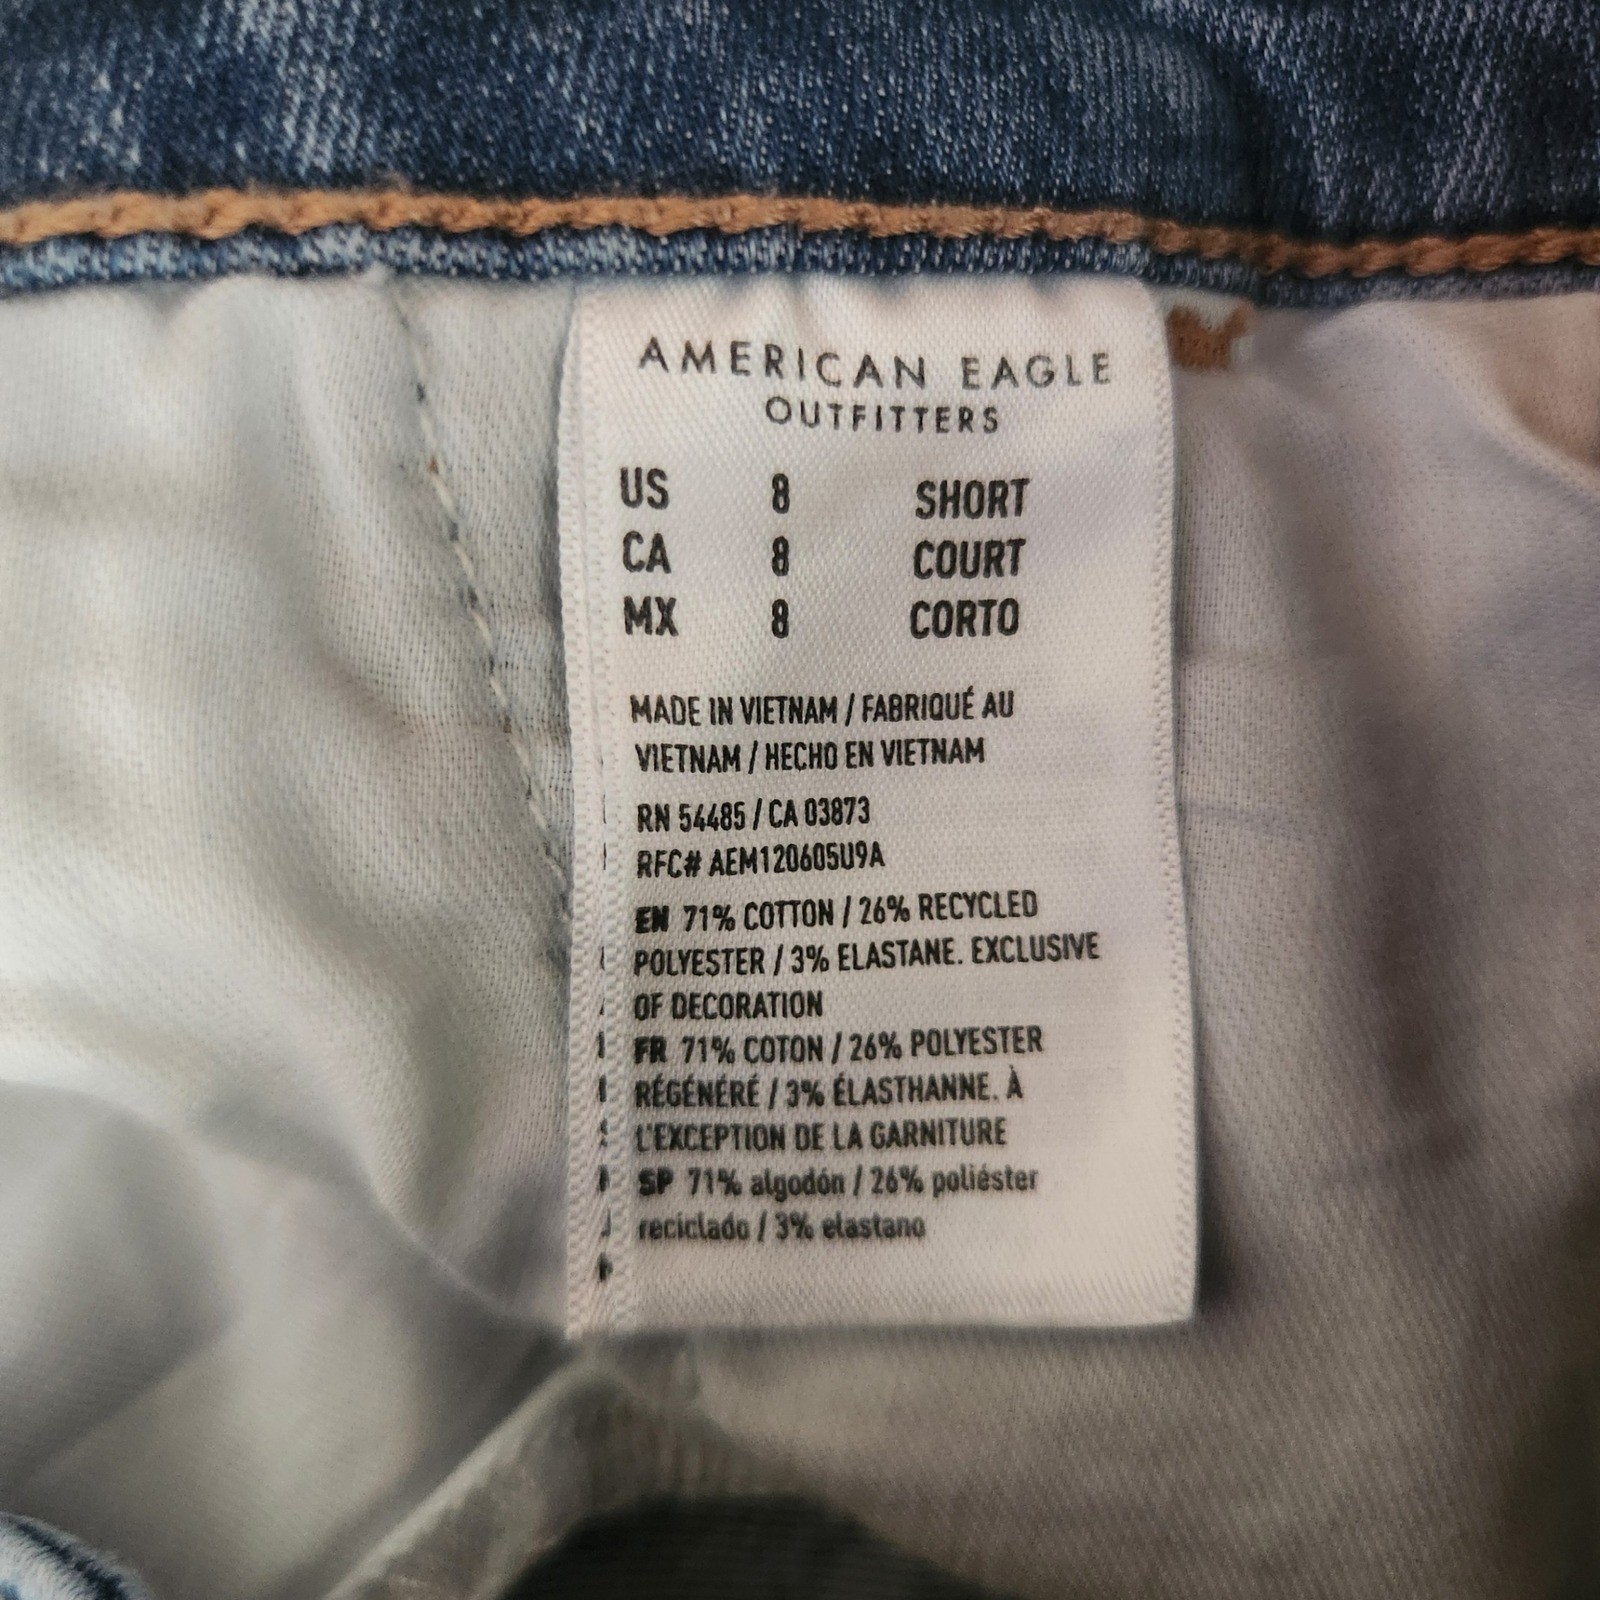 AMERICAN EAGLE
OUTFITTERS
US 8 SHORT
CA 8 COURT
MX 8 CORTO
MADE IN VIETNAM / FABRIQUÉ AU
VIETNAM / HECHO EN VIETNAM
RN 54485 / CA 03873
RFC# AEM120605U9A
EN 71% COTTON / 26% RECYCLED
POLYESTER / 3% ELASTANE. EXCLUSIVE
OF DECORATION
FR 71% COTON / 26% POLYESTER
RÉGÉNÉRÉ / 3% ÉLASTHANNE. À
L'EXCEPTION DE LA GARNITURE
SP 71% algodón / 26% poliéster
reciclado / 3% elastano